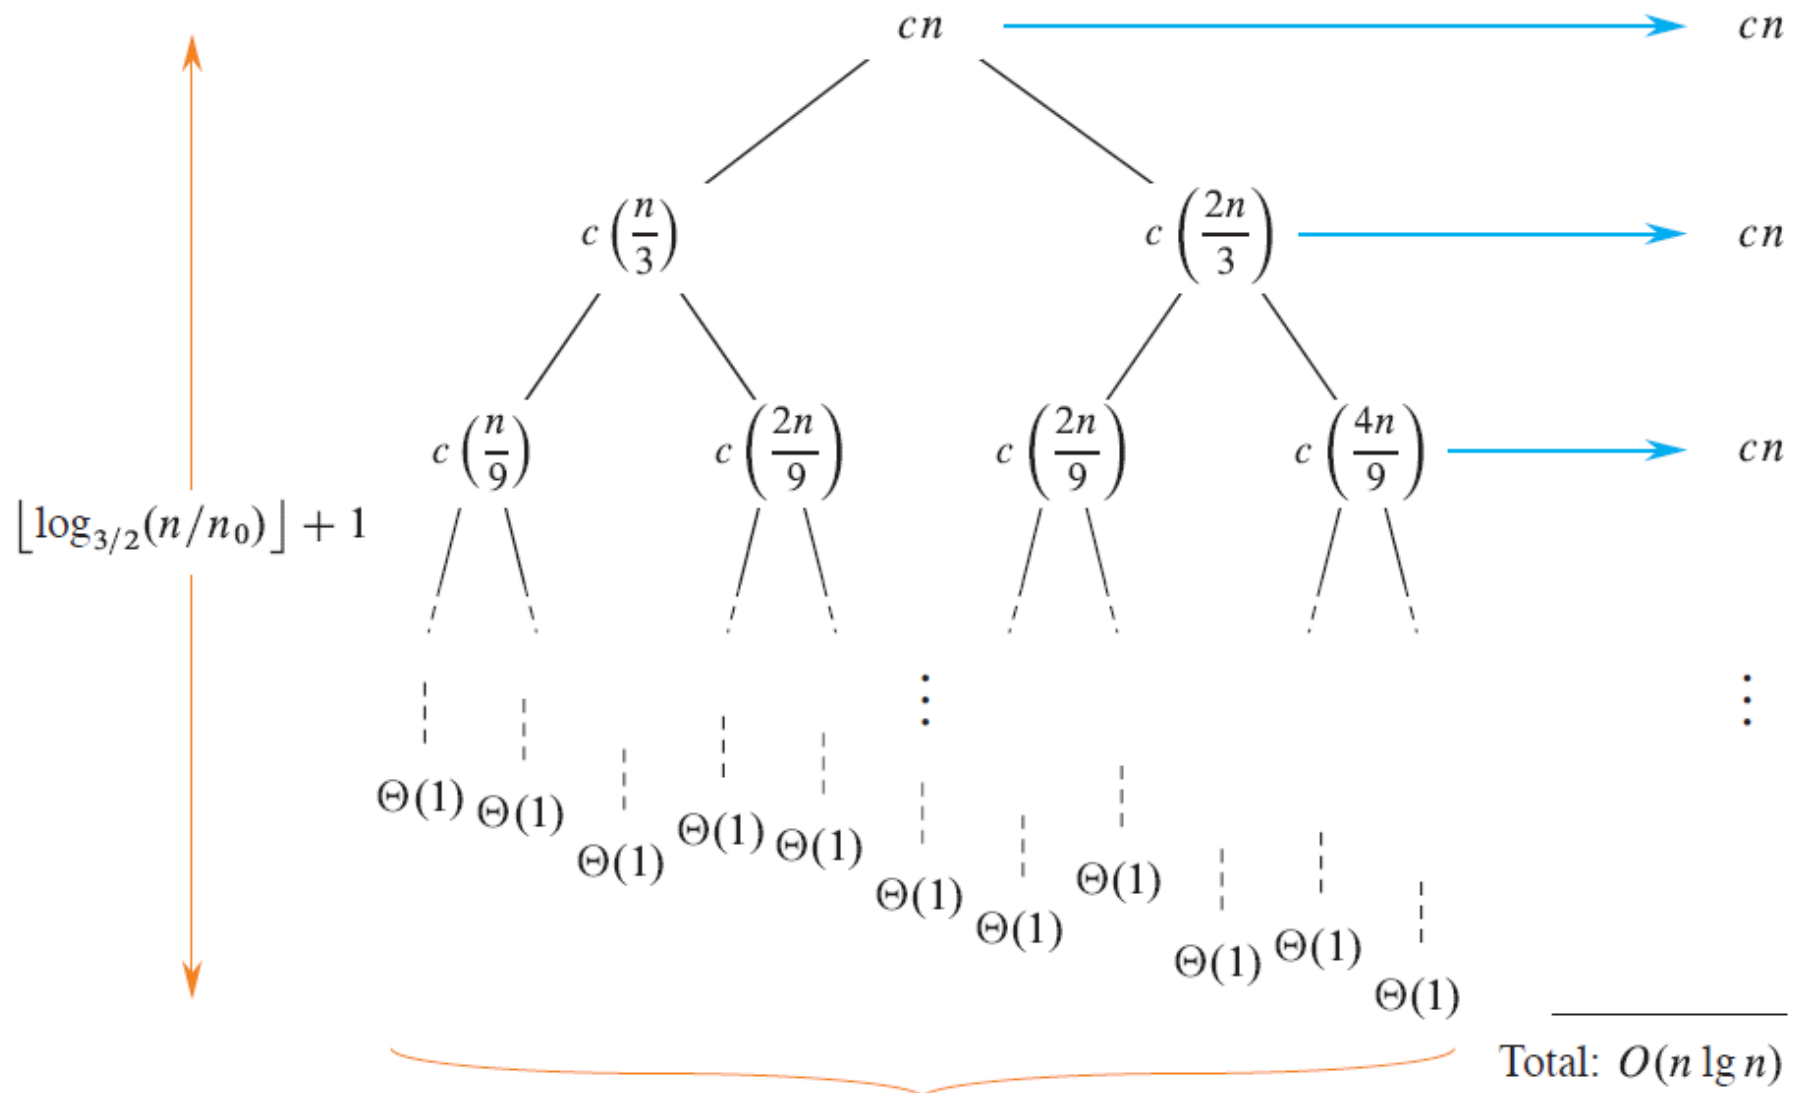 cn cn
c(n/3) c(2n/3) cn
c(n/9) c(2n/9) c(2n/9) c(4n/9) cn
⌊log_{3/2}(n/n_0)⌋ + 1
⋮ ⋮
Θ(1) Θ(1) Θ(1) Θ(1) Θ(1) Θ(1) Θ(1) Θ(1) Θ(1) Θ(1) Θ(1)
Total: O(n lg n)